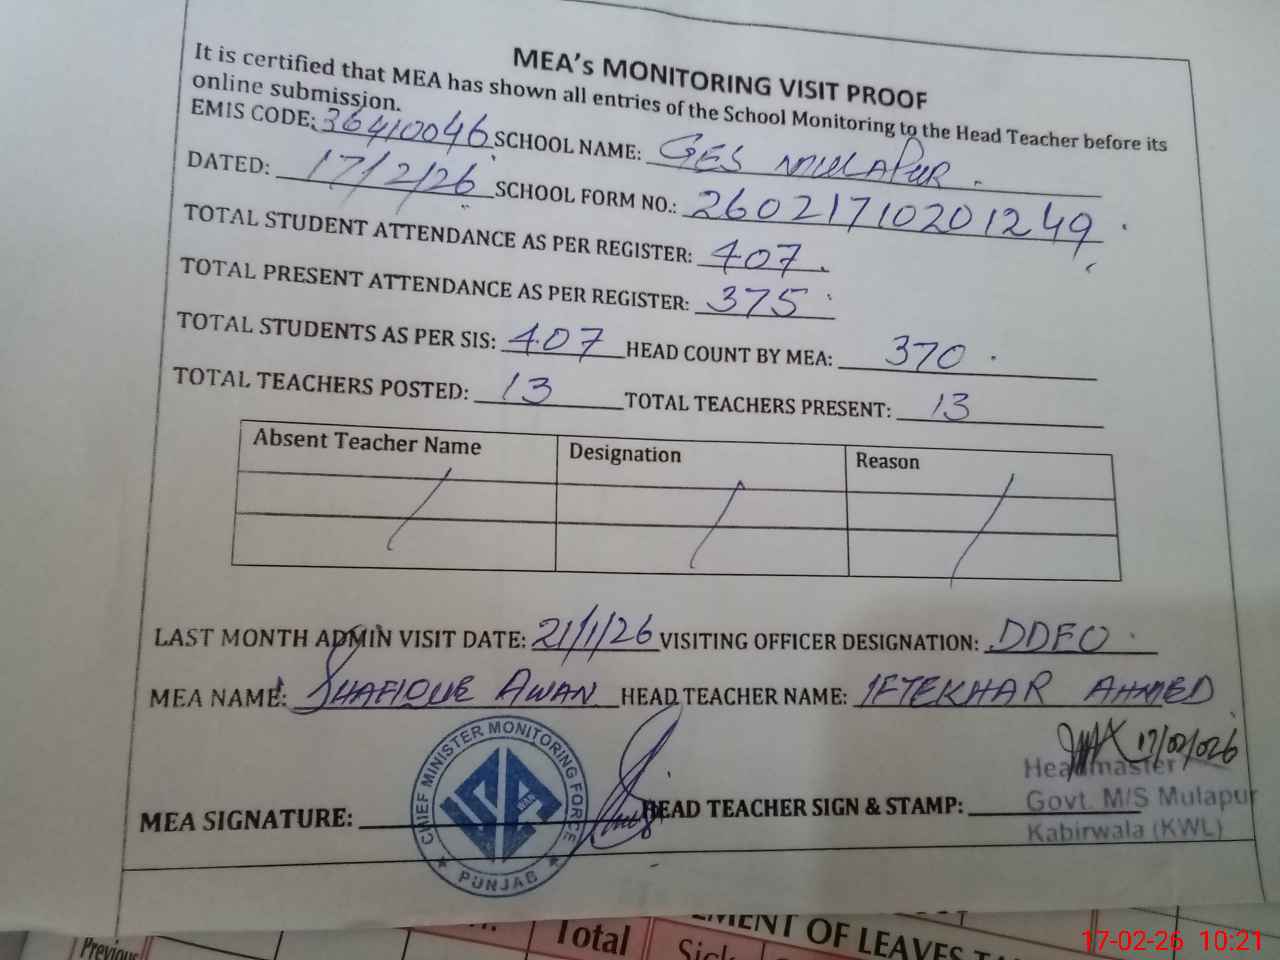 MEA's MONITORING VISIT PROOF
It is certified that MEA has shown all entries of the School Monitoring to the Head Teacher before its
online submission.
EMIS CODE: 36410046 SCHOOL NAME: GES MULAPUR.
DATED: 17/2/26 SCHOOL FORM NO.: 26021710201249
TOTAL STUDENT ATTENDANCE AS PER REGISTER: 407
TOTAL PRESENT ATTENDANCE AS PER REGISTER: 375
TOTAL STUDENTS AS PER SIS: 407 HEAD COUNT BY MEA: 370
TOTAL TEACHERS POSTED: 13 TOTAL TEACHERS PRESENT: 13
Absent Teacher Name Designation Reason
LAST MONTH ADMIN VISIT DATE: 21/1/26 VISITING OFFICER DESIGNATION: DDEO
MEA NAME: SHAFIQUE AWAN HEAD TEACHER NAME: IFTEKHAR AHMED
17/02/026
CHIEF MINISTER MONITORING FORCE
PUNJAB
Headmaster
MEA SIGNATURE: HEAD TEACHER SIGN & STAMP: Govt. M/S Mulapur
Kabirwala (KWL)
Previous Total Sick EMENT OF LEAVES
17-02-26 10:21